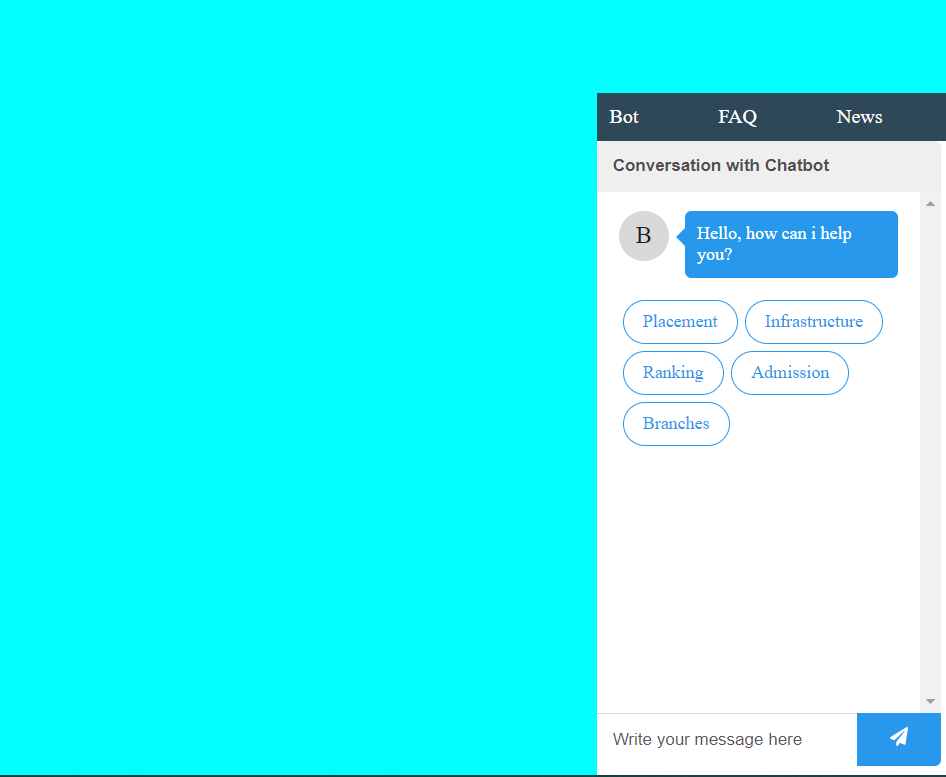 Bot FAQ News
Conversation with Chatbot
B
Hello, how can i help
you?
Placement Infrastructure
Ranking Admission
Branches
Write your message here